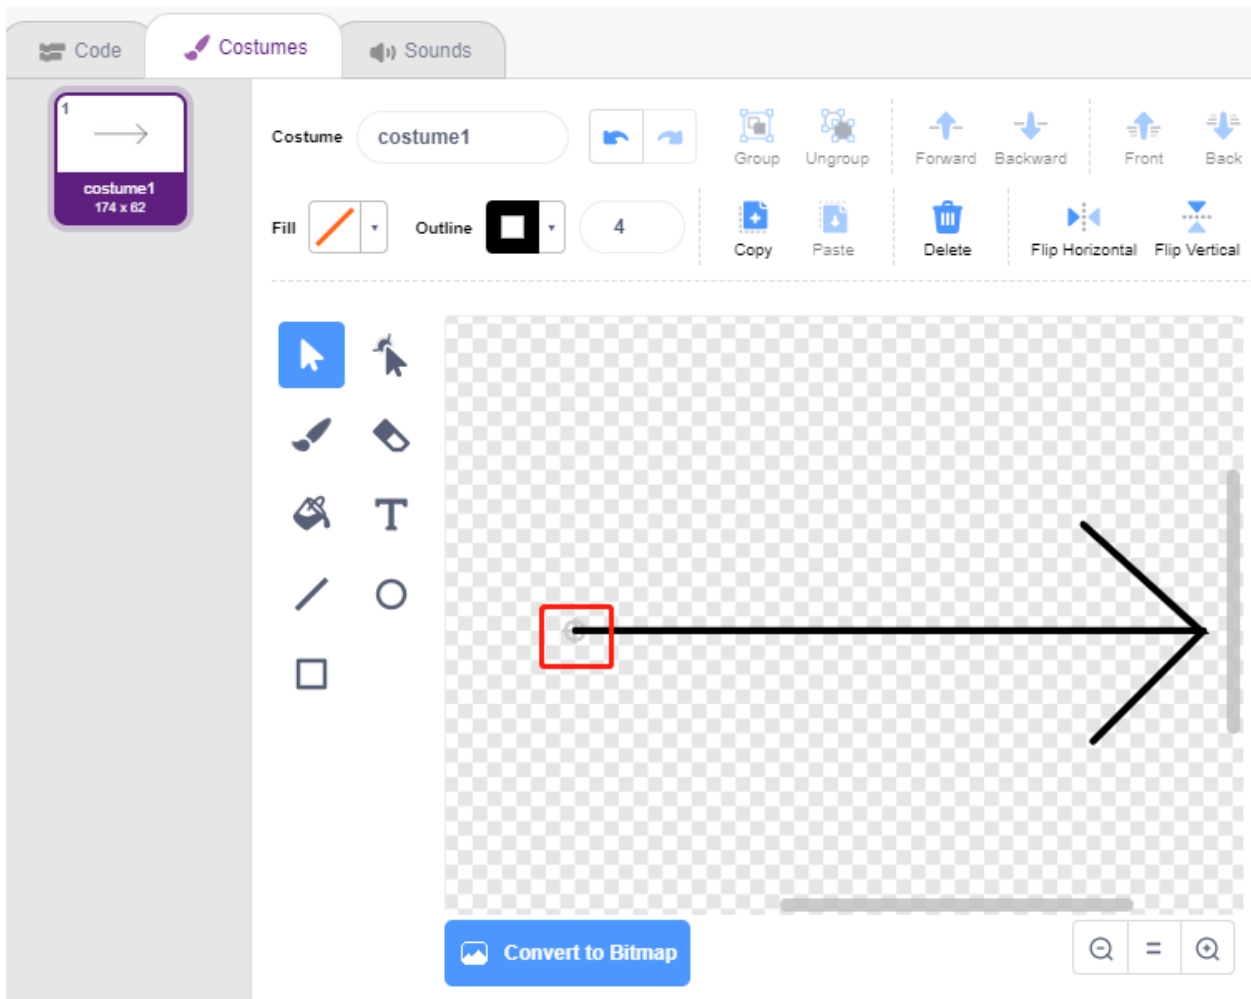 Code
Costumes
Sounds
1
costume1
174 x 62
Costume
costume1
Group
Ungroup
Forward
Backward
Front
Back
Fill
Outline
4
Copy
Paste
Delete
Flip Horizontal
Flip Vertical
T
Convert to Bitmap
=